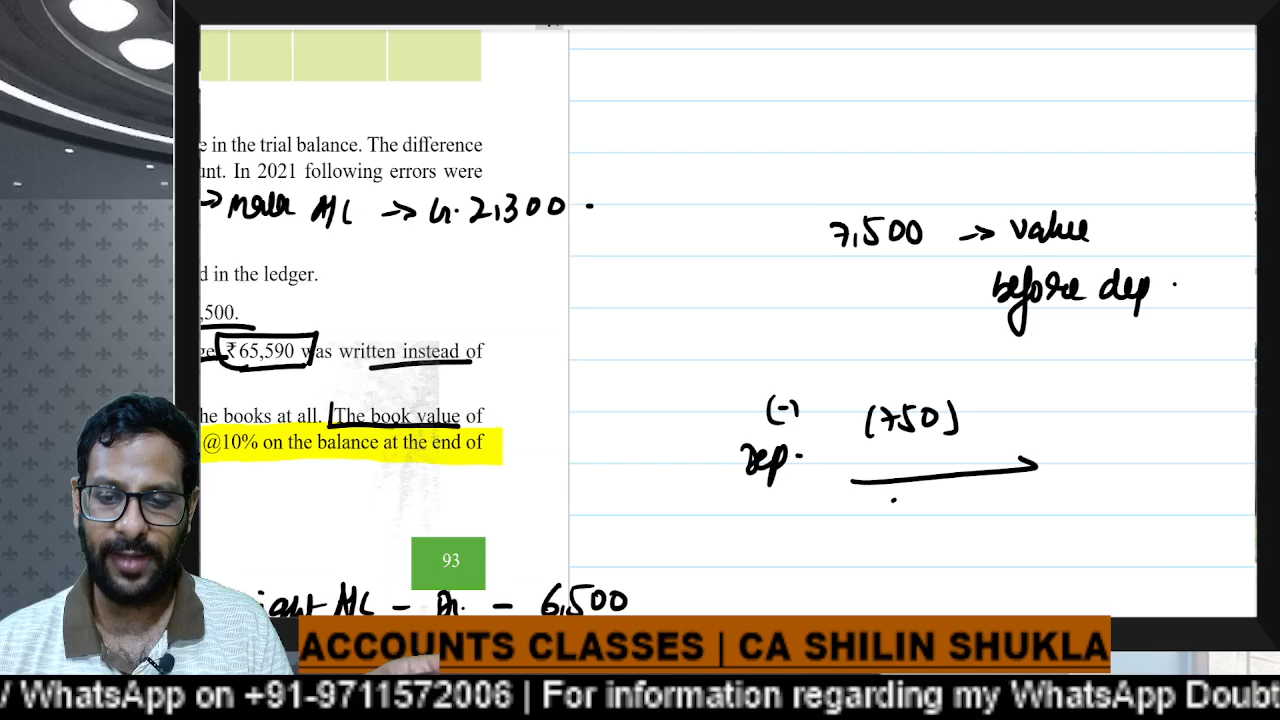 e in the trial balance. The difference
unt. In 2021 following errors were
→ A/c → Cr. 2,300
d in the ledger.
,500.
ge ₹65,590 was written instead of
he books at all. The book value of
@10% on the balance at the end of
93
A/c - Dr. - 6,500
7,500 → value
before dep.
(-) (750)
Dep.
ACCOUNTS CLASSES | CA SHILIN SHUKLA
/ WhatsApp on +91-9711572006 | For information regarding my WhatsApp Doubt